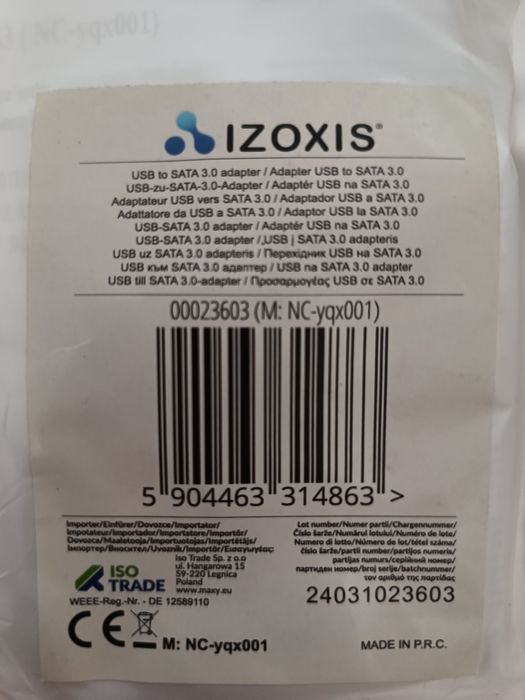 3 ( NC-yqx001)
IZOXIS®
USB to SATA 3.0 adapter / Adapter USB to SATA 3.0
USB-zu-SATA-3.0-Adapter / Adaptér USB na SATA 3.0
Adaptateur USB vers SATA 3.0 / Adaptador USB a SATA 3.0
Adattatore da USB a SATA 3.0 / Adaptor USB la SATA 3.0
USB-SATA 3.0 adapter / Adaptér USB na SATA 3.0
USB-SATA 3.0 adapter / „USB į SATA 3.0 adapteris
USB uz SATA 3.0 adapteris / Перехідник USB на SATA 3.0
USB към SATA 3.0 адаптер / USB na SATA 3.0 adapter
USB till SATA 3.0-adapter / Προσαρμογέας USB σε SATA 3.0
00023603 (M: NC-yqx001)
5 904463 314863 >
Importer/Einfürer/Dovozce/Importator/
Impotater/Importador/Importatore/Importőr/
Dovozca/Maaletooja/Importuotojas/Importētājs/
Імпортер/Вносител/Uvoznik/Importör/Εισαγωγέας:
Iso Trade Sp. z o.o
ul. Hangarowa 15
59-220 Legnica
Poland
www.maxy.eu
ISO
TRADE
WEEE-Reg.-Nr. - DE 12589110
Lot number/Numer partii/Chargennummer/
Číslo šarže/Numărul lotului/Numéro de lote/
Numero di lotto/Número de lot/tétel száma/
číslo šarže/partii number/partijos numeris/
partijas numurs/серійний номер/
партиден номер/broj serije/batchnummer/
τον αριθμό της παρτίδας
24031023603
CE
M: NC-yqx001
MADE IN P.R.C.